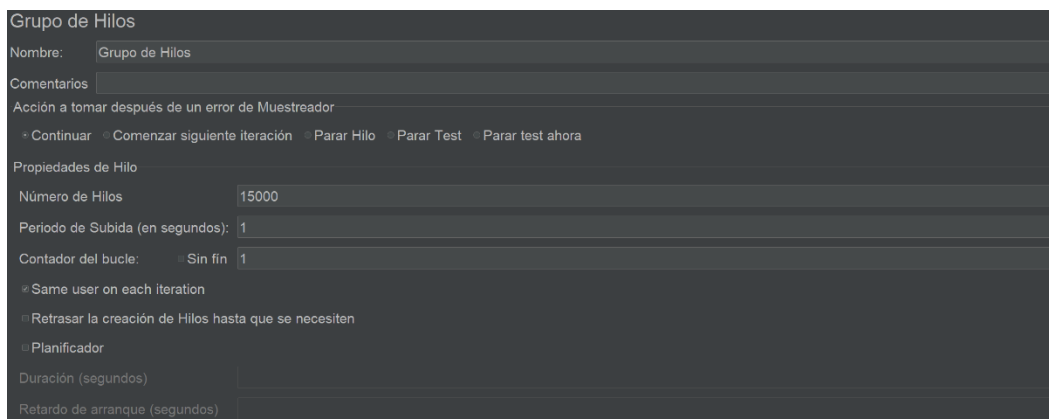 Grupo de Hilos
Nombre: Grupo de Hilos
Comentarios
Acción a tomar después de un error de Muestreador
Continuar Comenzar siguiente iteración Parar Hilo Parar Test Parar test ahora
Propiedades de Hilo
Número de Hilos 15000
Periodo de Subida (en segundos): 1
Contador del bucle: Sin fín 1
Same user on each iteration
Retrasar la creación de Hilos hasta que se necesiten
Planificador
Duración (segundos)
Retardo de arranque (segundos)